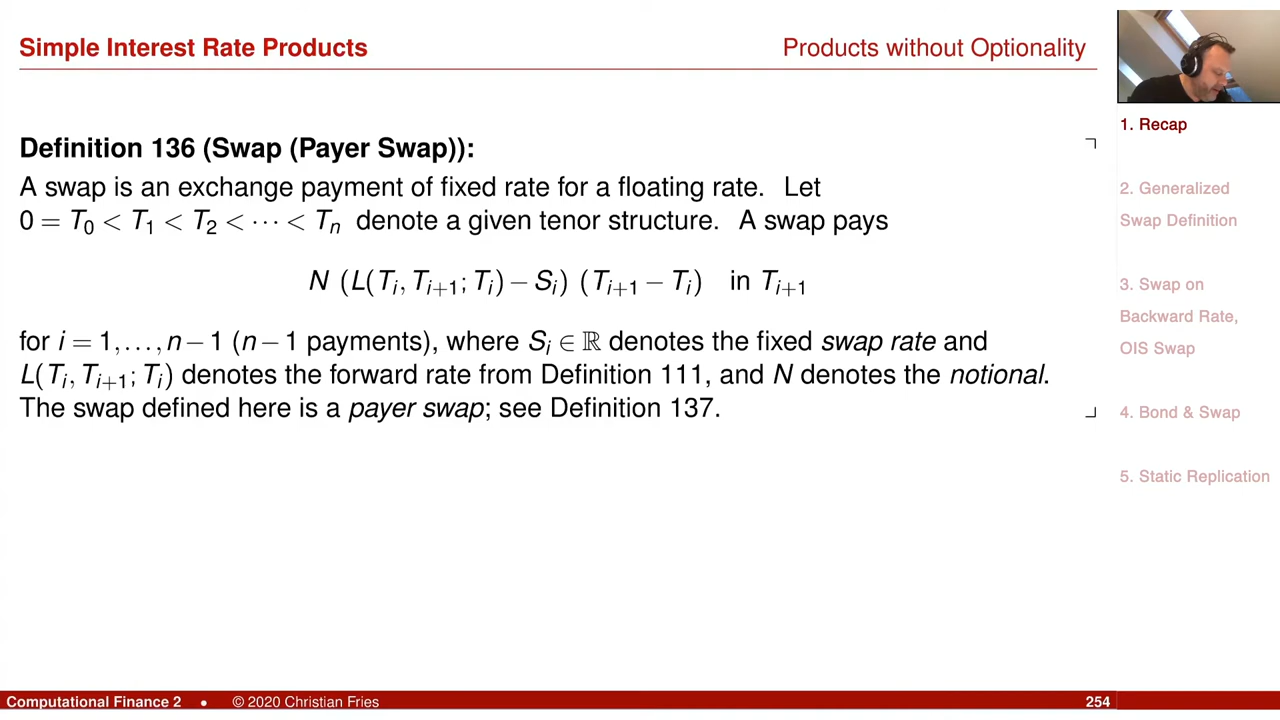 Simple Interest Rate Products
Products without Optionality
Definition 136 (Swap (Payer Swap)):
A swap is an exchange payment of fixed rate for a floating rate. Let
0 = T₀ < T₁ < T₂ < ⋯ < Tₙ denote a given tenor structure. A swap pays
N (L(Tᵢ, Tᵢ₊₁; Tᵢ) − Sᵢ) (Tᵢ₊₁ − Tᵢ) in Tᵢ₊₁
for i = 1, …, n − 1 (n − 1 payments), where Sᵢ ∈ ℝ denotes the fixed swap rate and
L(Tᵢ, Tᵢ₊₁; Tᵢ) denotes the forward rate from Definition 111, and N denotes the notional.
The swap defined here is a payer swap; see Definition 137.
1. Recap
2. Generalized
Swap Definition
3. Swap on
Backward Rate,
OIS Swap
4. Bond & Swap
5. Static Replication
Computational Finance 2 • © 2020 Christian Fries
254